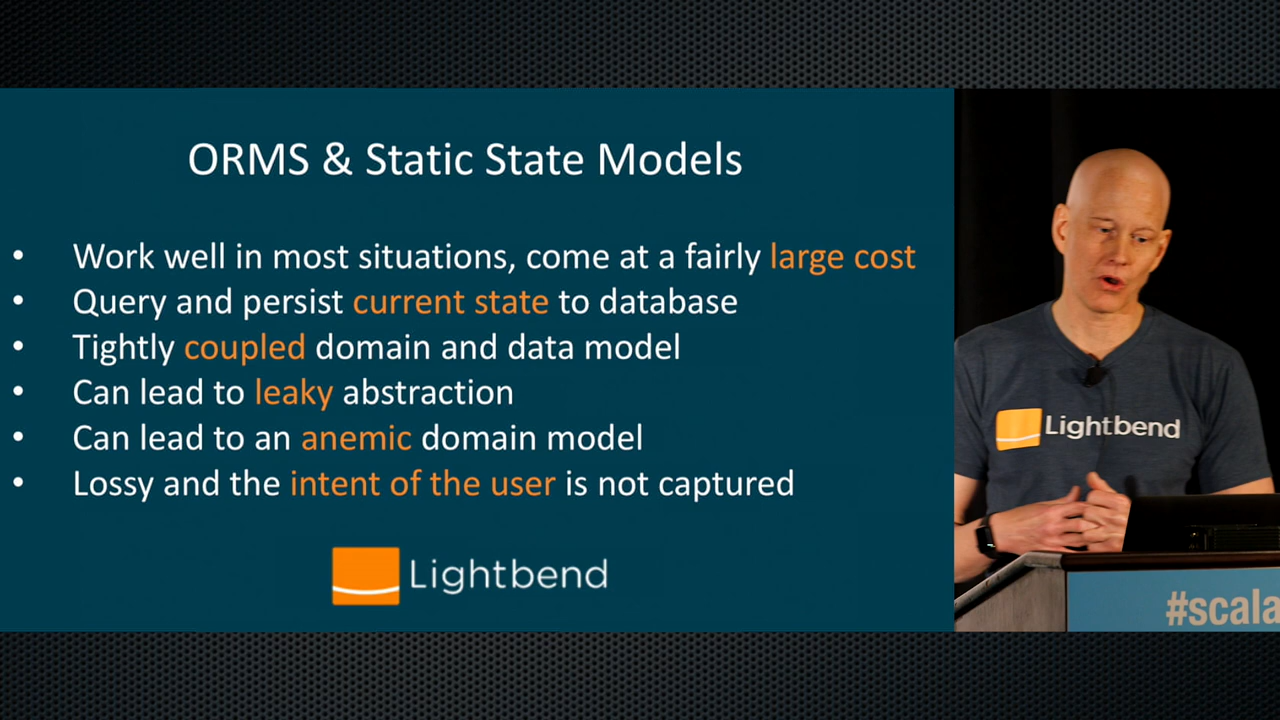 ORMS & Static State Models
• Work well in most situations, come at a fairly large cost
• Query and persist current state to database
• Tightly coupled domain and data model
• Can lead to leaky abstraction
• Can lead to an anemic domain model
• Lossy and the intent of the user is not captured
Lightbend
Lightbend
#scala